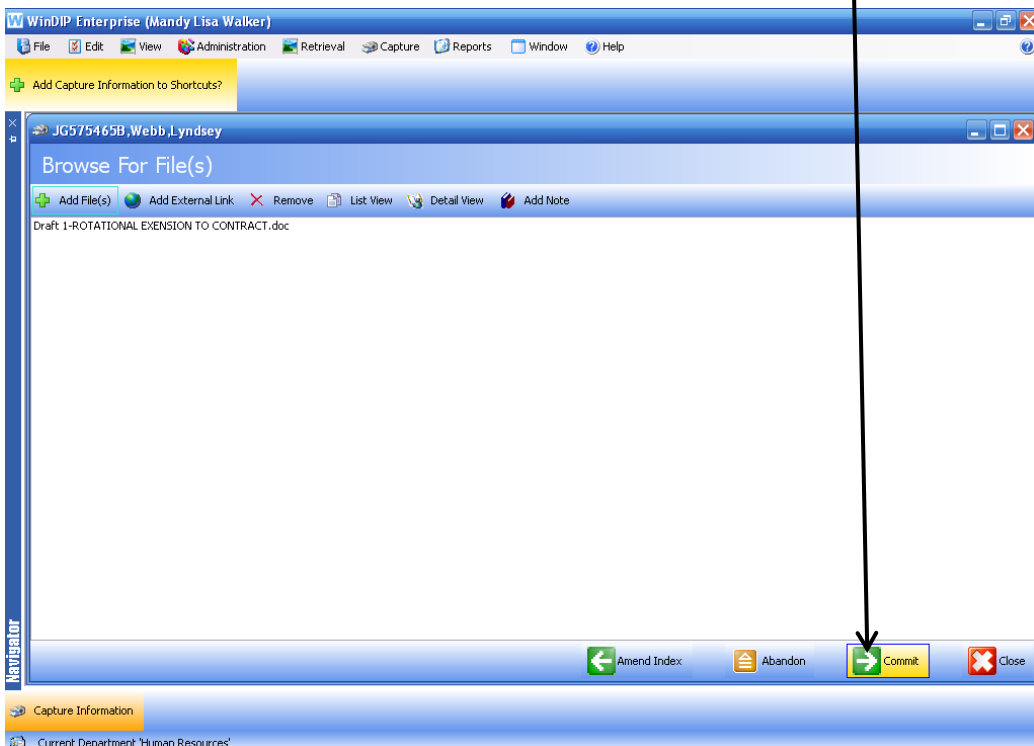 WinDIP Enterprise (Mandy Lisa Walker)
File Edit View Administration Retrieval Capture Reports Window Help
Add Capture Information to Shortcuts?
JG575465B,Webb,Lyndsey
Browse For File(s)
Add File(s) Add External Link Remove List View Detail View Add Note
Draft 1-ROTATIONAL EXENSION TO CONTRACT.doc
Navigator
Amend Index Abandon Commit Close
Capture Information
Current Department 'Human Resources'